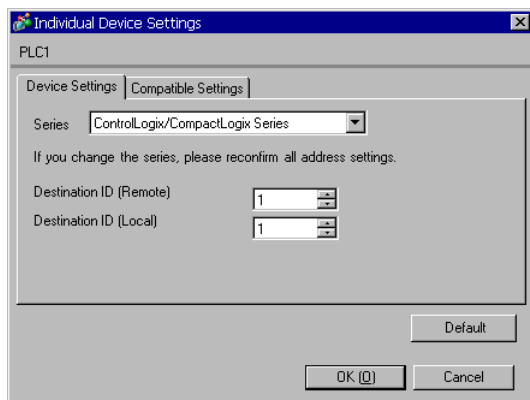 Individual Device Settings
PLC1
Device Settings
Compatible Settings
Series
ControlLogix/CompactLogix Series
If you change the series, please reconfirm all address settings.
Destination ID (Remote)
1
Destination ID (Local)
1
Default
OK (O)
Cancel